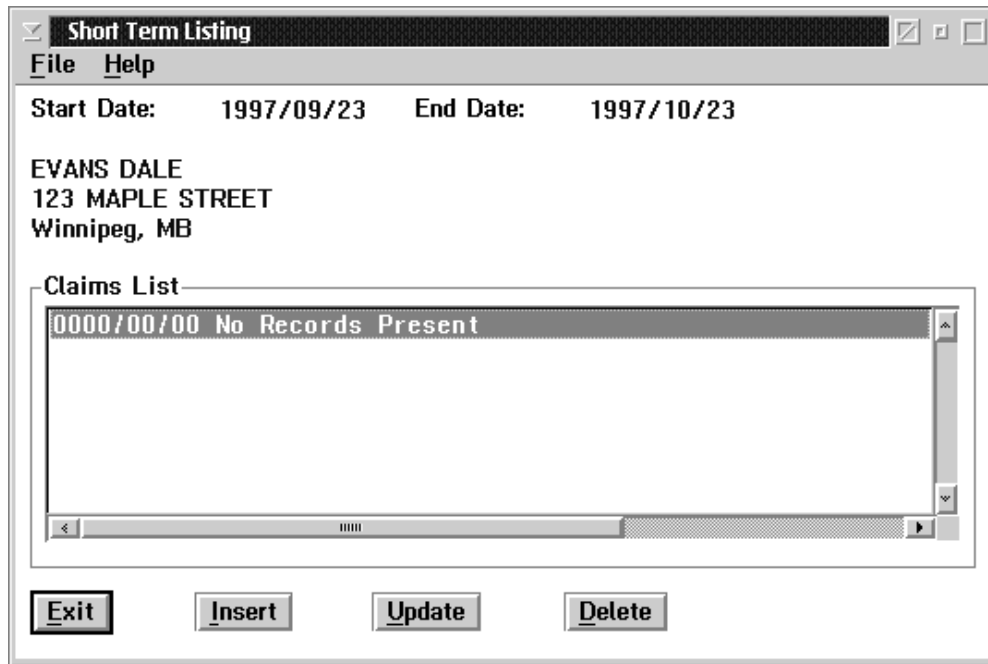 Short Term Listing
File Help
Start Date: 1997/09/23 End Date: 1997/10/23
EVANS DALE
123 MAPLE STREET
Winnipeg, MB
Claims List
0000/00/00 No Records Present
Exit Insert Update Delete